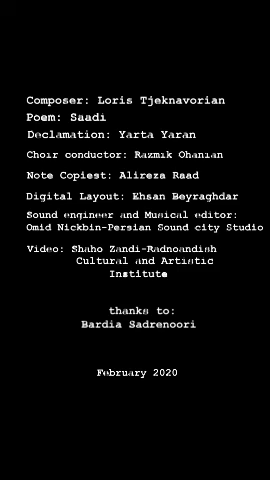 Composer: Loris Tjeknavorian
Poem: Saadi
Declamation: Yarta Yaran
Choir conductor: Razmik Ohanian
Note Copiest: Alireza Raad
Digital Layout: Ehsan Beyraghdar
Sound engineer and Musical editor:
Omid Nickbin-Persian Sound city Studio
Video: Shaho Zandi-Radnoandish
Cultural and Artistic
Institute
thanks to:
Bardia Sadrenoori
February 2020